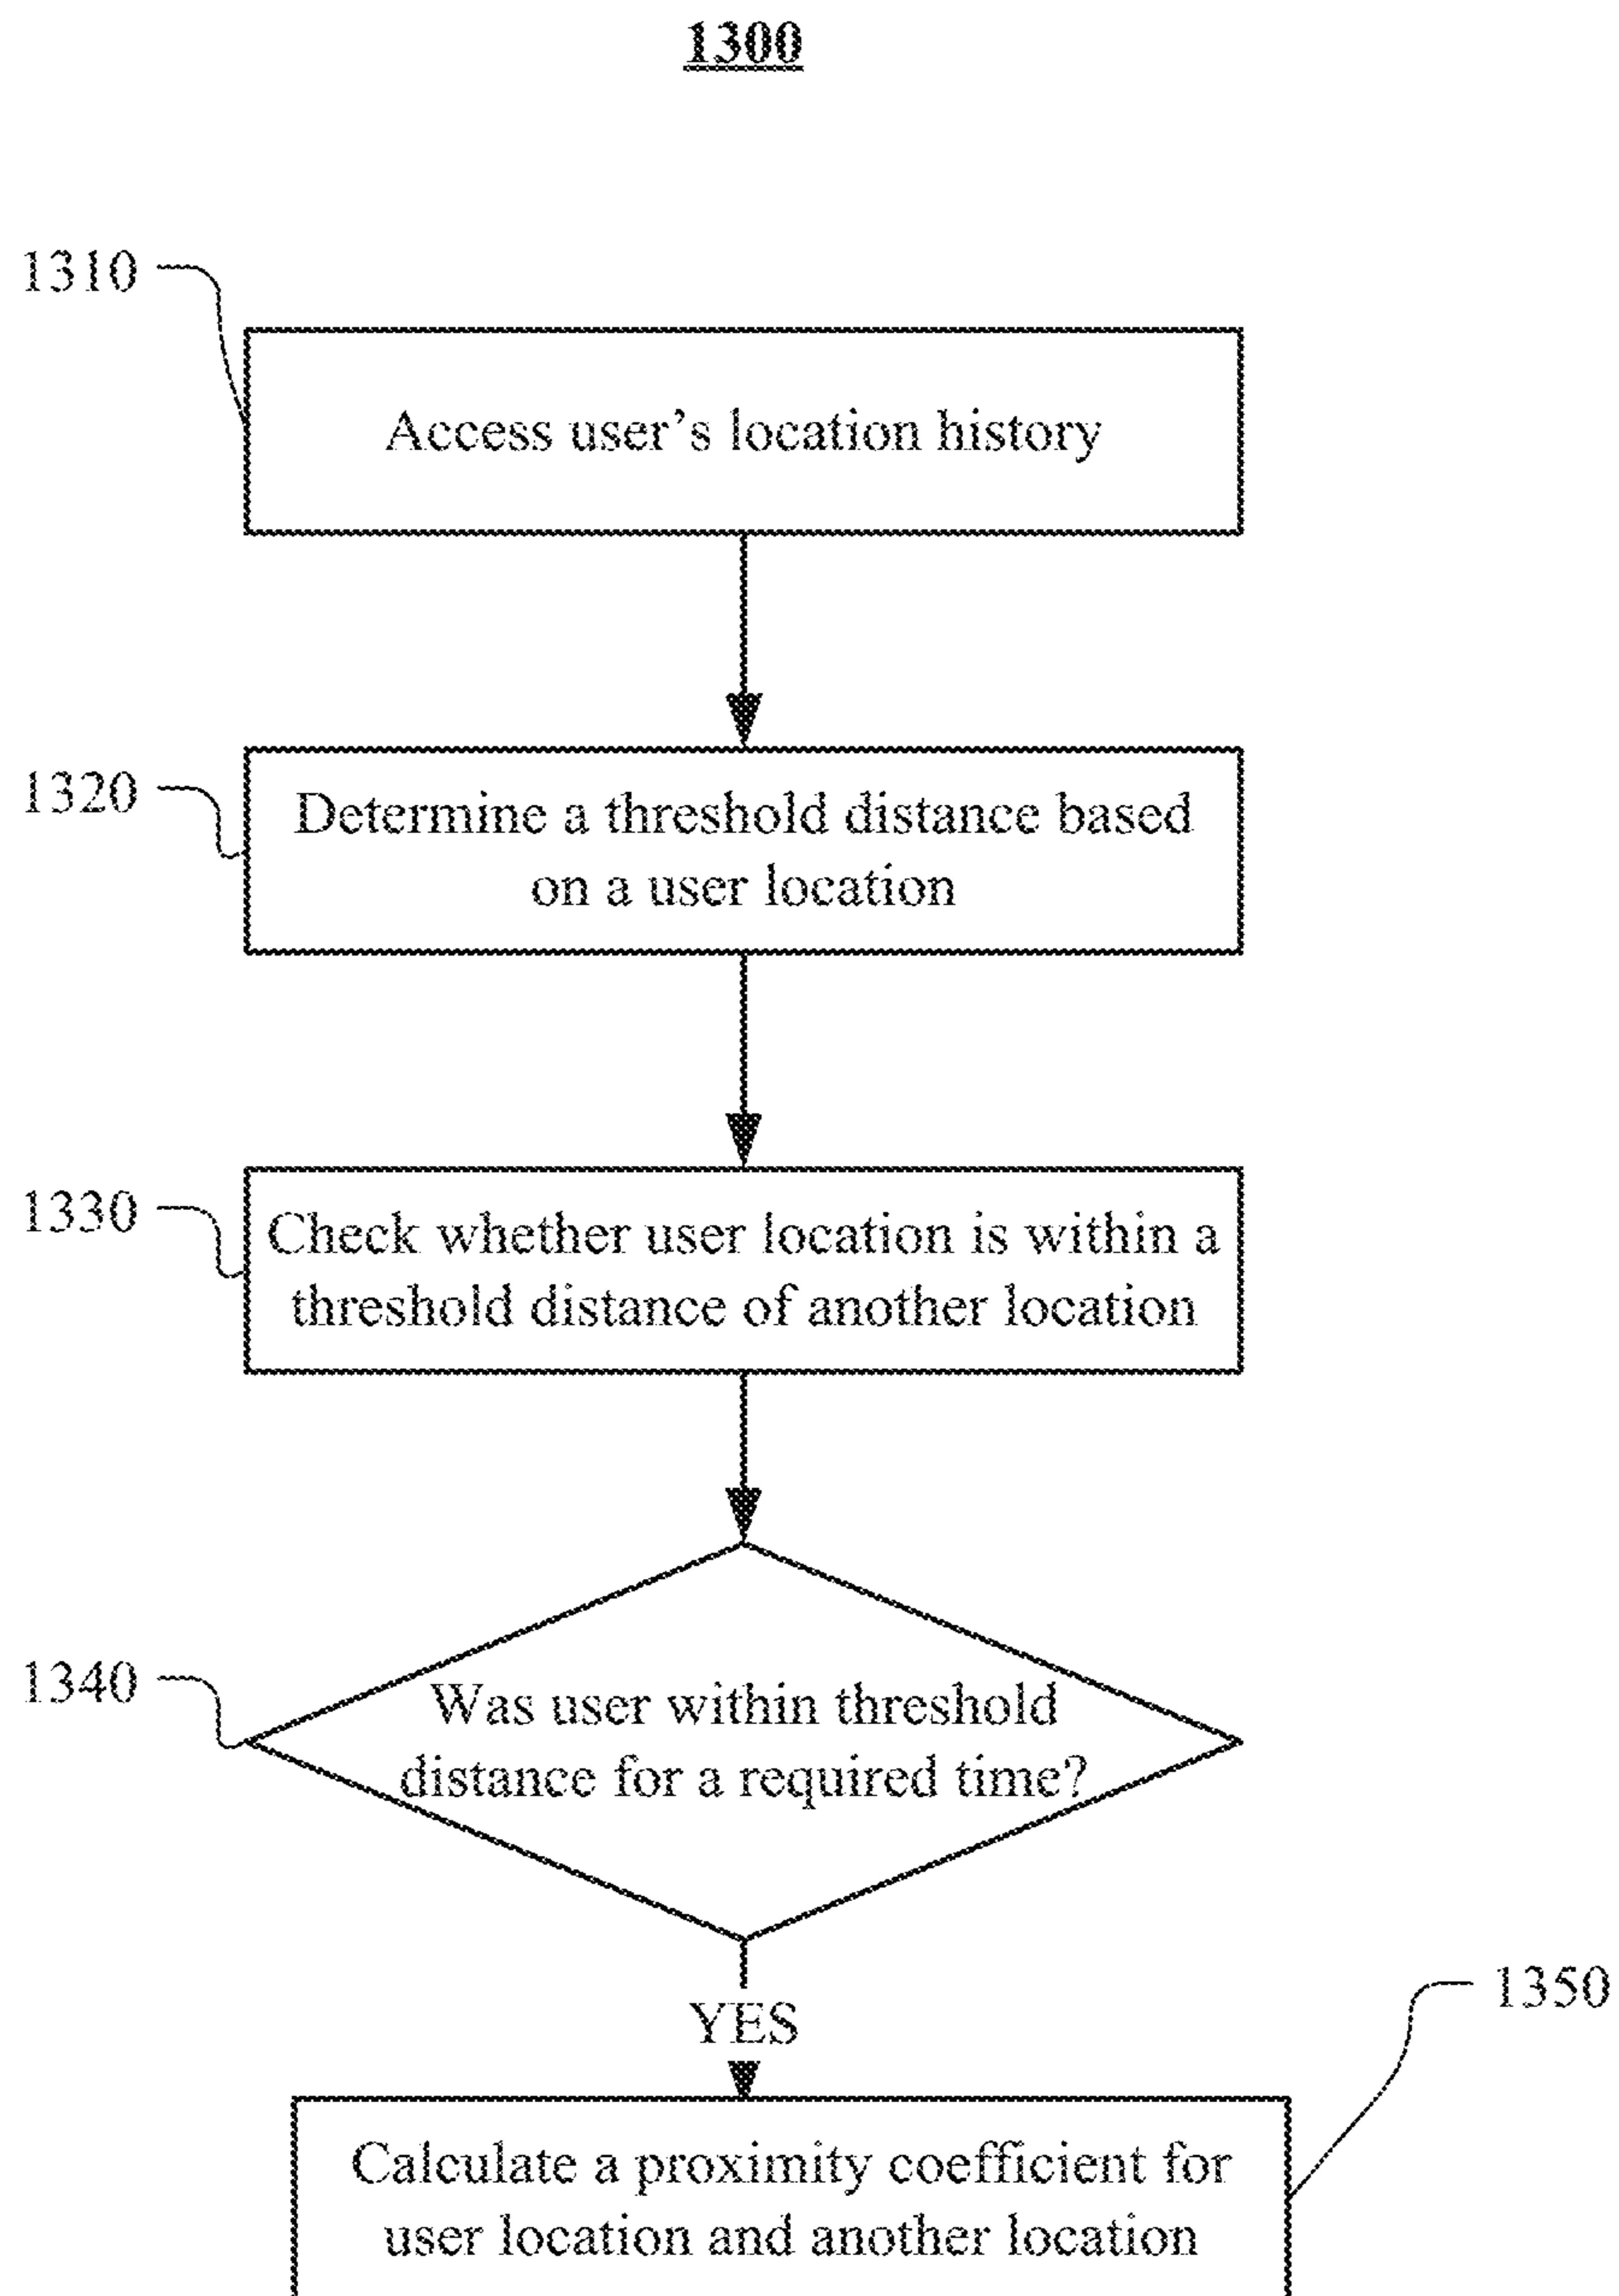 1300
1310
Access user's location history
1320
Determine a threshold distance based
on a user location
1330
Check whether user location is within a
threshold distance of another location
1340
Was user within threshold
distance for a required time?
YES
1350
Calculate a proximity coefficient for
user location and another location